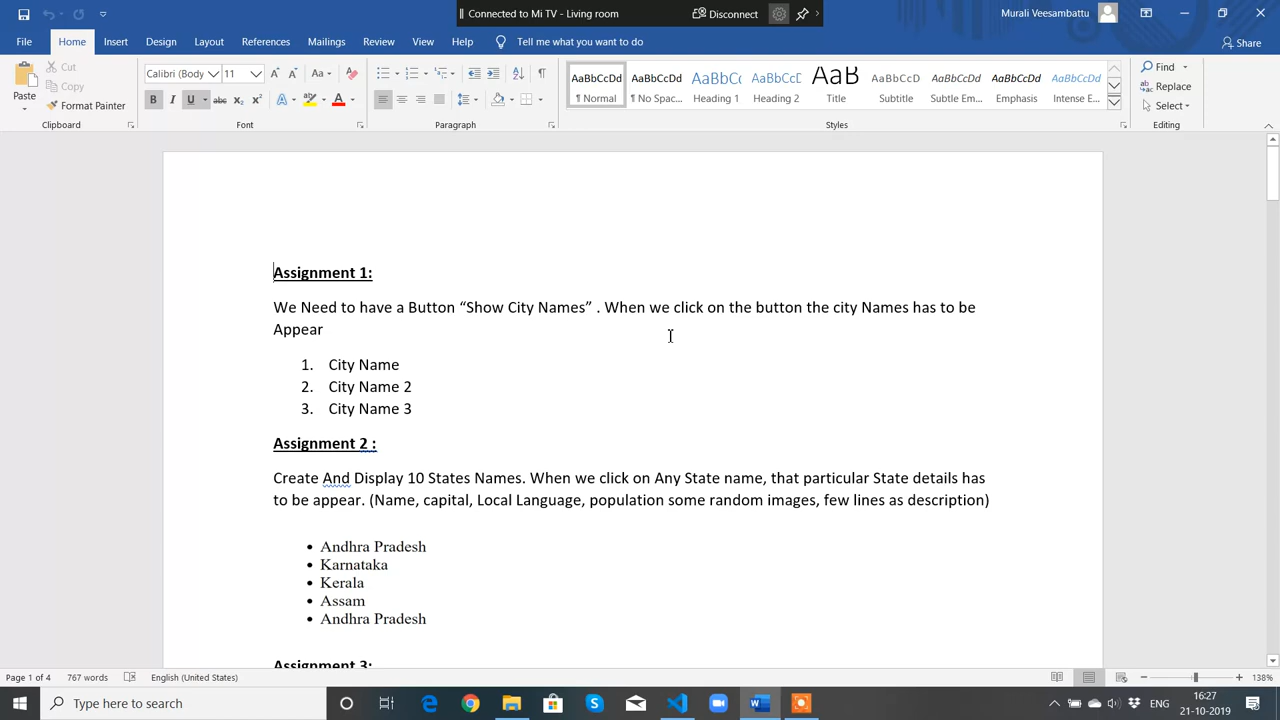 Connected to Mi TV - Living room
Disconnect
Murali Veesambattu
File Home Insert Design Layout References Mailings Review View Help Tell me what you want to do
Share
Paste
Cut
Copy
Format Painter
Clipboard
Calibri (Body 11
B I U abc x₂ x²
Font
Paragraph
AaBbCcDd AaBbCcDd AaBbCc AaBbCcE AaB AaBbCcD AaBbCcDd AaBbCcDd AaBbCcDd
¶ Normal ¶ No Spac... Heading 1 Heading 2 Title Subtitle Subtle Em... Emphasis Intense E...
Styles
Find
Replace
Select
Editing
Assignment 1:
We Need to have a Button “Show City Names” . When we click on the button the city Names has to be
Appear
1. City Name
2. City Name 2
3. City Name 3
Assignment 2 :
Create And Display 10 States Names. When we click on Any State name, that particular State details has
to be appear. (Name, capital, Local Language, population some random images, few lines as description)
• Andhra Pradesh
• Karnataka
• Kerala
• Assam
• Andhra Pradesh
Assignment 3:
Page 1 of 4 767 words English (United States)
138%
Type here to search
ENG
16:27
21-10-2019